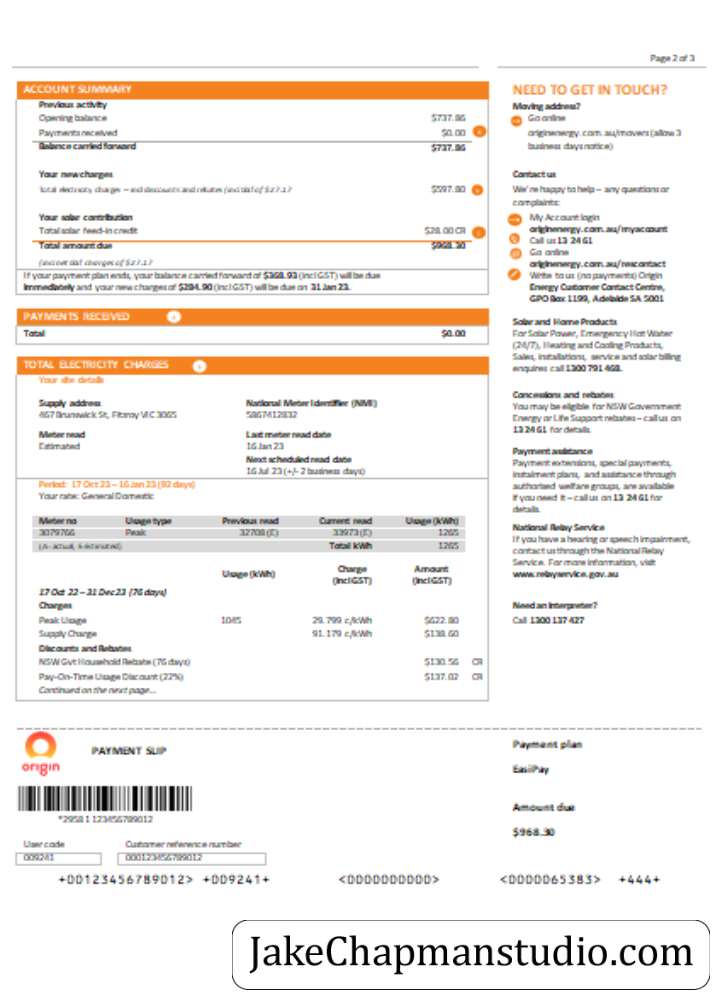 Page 2 of 3
ACCOUNT SUMMARY
Previous activity
Opening balance $737.86
Payments received $0.00
Balance carried forward $737.86
Your new charges
Total electricity charges – incl discounts and rebates (incl GST of $27.17 $597.80
Your solar contribution
Total solar feed-in credit $28.00 CR
Total amount due $968.30
GST of $27.17
If your payment plan ends, your balance carried forward of $368.93 (incl GST) will be due
immediately and your new charges of $284.90 (incl GST) will be due on 31 Jan 23.
PAYMENTS RECEIVED
Total $0.00
TOTAL ELECTRICITY CHARGES
Your site details
Supply address National Meter Identifier (NMI)
467 Brunswick St, Fitzroy VIC 3065 5867412832
Meter read Last meter read date
Estimated 16 Jan 23
Next scheduled read date
16 Jul 23 (+/- 2 business days)
Period: 17 Oct 23 – 16 Jan 23 (92 days)
Your rate: General Domestic
Meter no Usage type Previous read Current read Usage (kWh)
3079766 Peak 32708 (E) 33973 (E) 1265
(A - actual, E-estimated) Total kWh 1265
Usage (kWh) Charge (incl GST) Amount (incl GST)
17 Oct 22 – 31 Dec 23 (76 days)
Charges
Peak Usage 1045 29.799 c/kWh $622.80
Supply Charge 91.179 c/kWh $138.60
Discounts and Rebates
NSW Gvt Household Rebate (76 days) $130.56 CR
Pay-On-Time Usage Discount (22%) $137.02 CR
Continued on the next page...
NEED TO GET IN TOUCH?
Moving address?
Go online
originenergy.com.au/movers (allow 3
business days notice)
Contact us
We're happy to help – any questions or
complaints:
My Account login
originenergy.com.au/myaccount
Call us 13 24 61
Go online
originenergy.com.au/rescontact
Write to us (no payments) Origin
Energy Customer Contact Centre,
GPO Box 1199, Adelaide SA 5001
Solar and Home Products
For Solar Power, Emergency Hot Water
(24/7), Heating and Cooling Products,
Sales, installations, service and solar billing
enquires call 1300 791 468.
Concessions and rebates
You may be eligible for NSW Government
Energy or Life Support rebates – call us on
13 24 61 for details.
Payment assistance
Payment extensions, special payments,
instalment plans, and assistance through
authorised welfare groups, are available
if you need it – call us on 13 24 61 for
details.
National Relay Service
If you have a hearing or speech impairment,
contact us through the National Relay
Service. For more information, visit
www.relayservice.gov.au
Need an Interpreter?
Call 1300 137 427
origin
PAYMENT SLIP
*2958 1 123456789012
User code Customer reference number
009241 000123456789012
Payment plan
EasiPay
Amount due
$968.30
+00123456789012> +009241+ <0000000000> <0000065383> +444+
JakeChapmanstudio.com